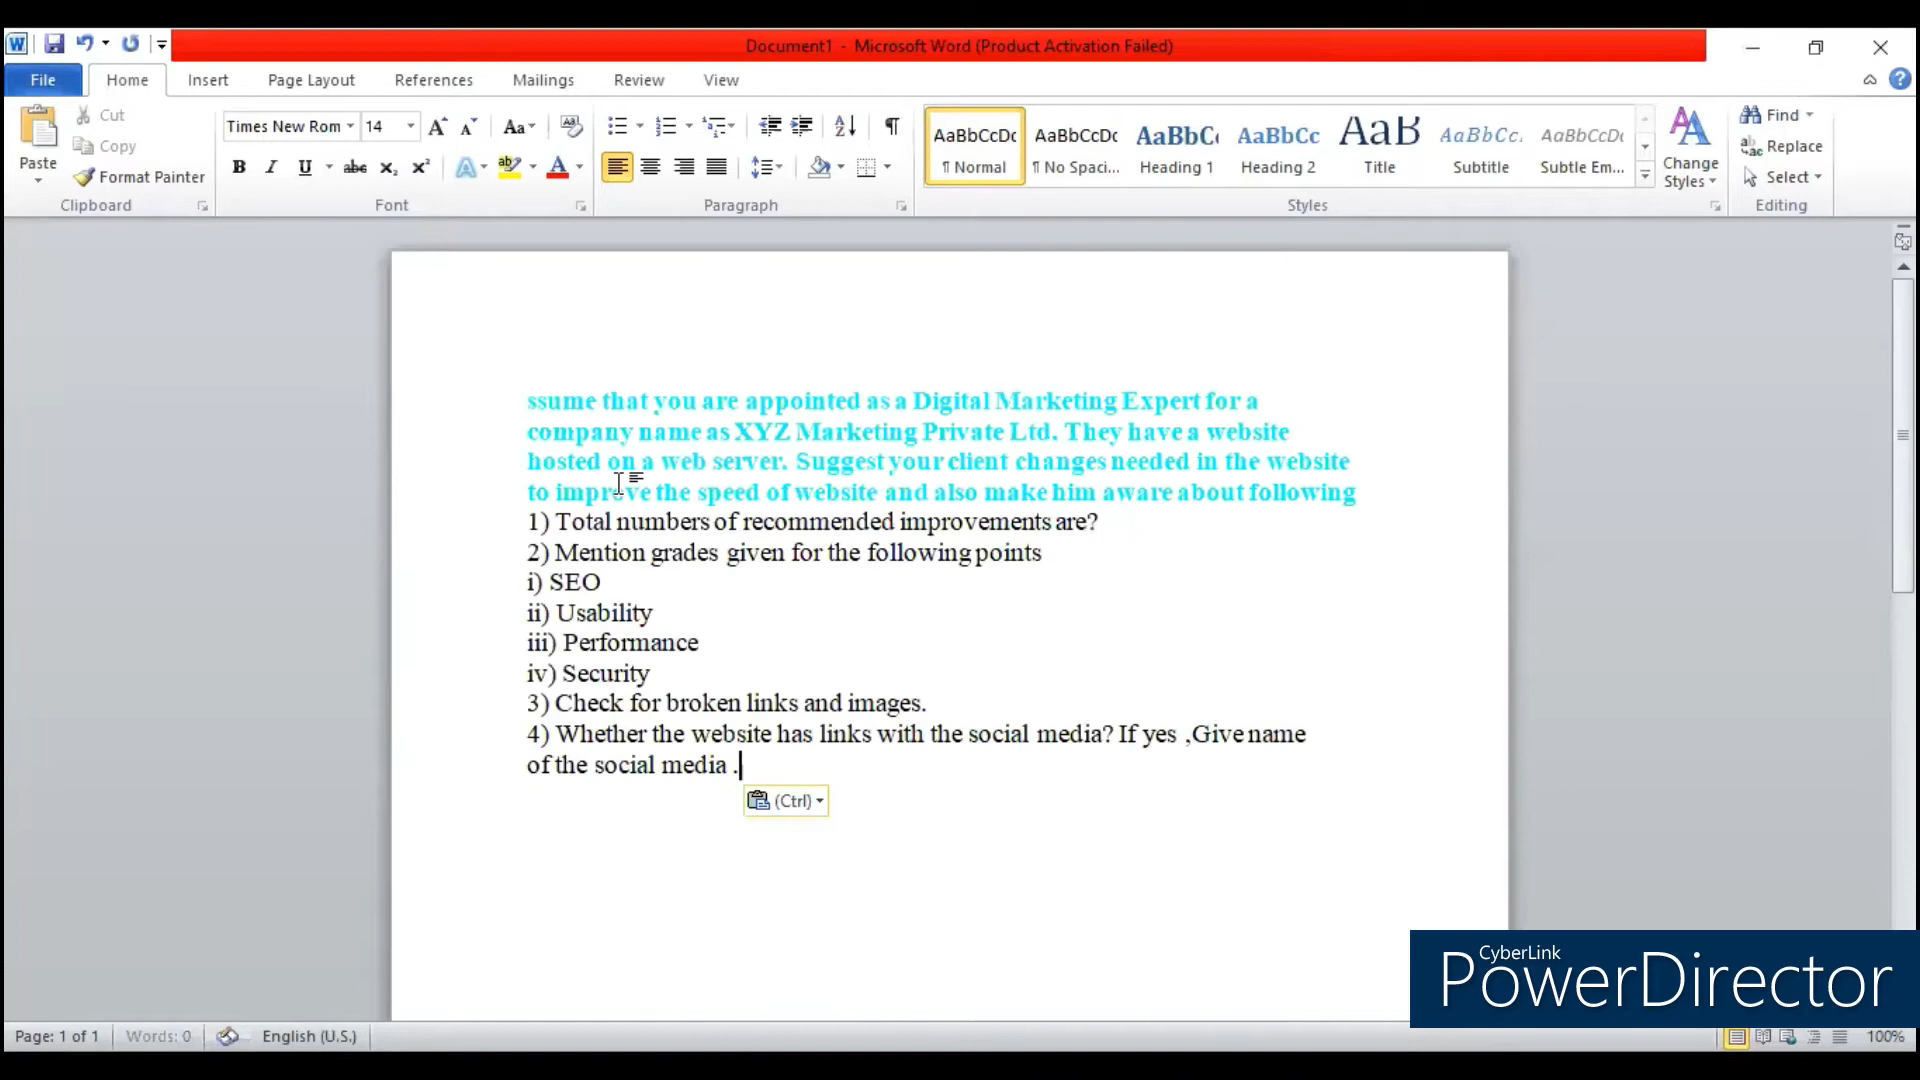 Document1 - Microsoft Word (Product Activation Failed)
File Home Insert Page Layout References Mailings Review View
Paste
Cut
Copy
Format Painter
Clipboard
Times New Rom 14
Font
Paragraph
AaBbCcDc AaBbCcDc AaBbC AaBbCc AaB AaBbCc. AaBbCcDc
¶ Normal ¶ No Spaci... Heading 1 Heading 2 Title Subtitle Subtle Em...
Styles
Change
Styles
Find
Replace
Select
Editing
ssume that you are appointed as a Digital Marketing Expert for a
company name as XYZ Marketing Private Ltd. They have a website
hosted on a web server. Suggest your client changes needed in the website
to improve the speed of website and also make him aware about following
1) Total numbers of recommended improvements are?
2) Mention grades given for the following points
i) SEO
ii) Usability
iii) Performance
iv) Security
3) Check for broken links and images.
4) Whether the website has links with the social media? If yes ,Give name
of the social media .
(Ctrl)
CyberLink
PowerDirector
Page: 1 of 1 Words: 0 English (U.S.) 100%